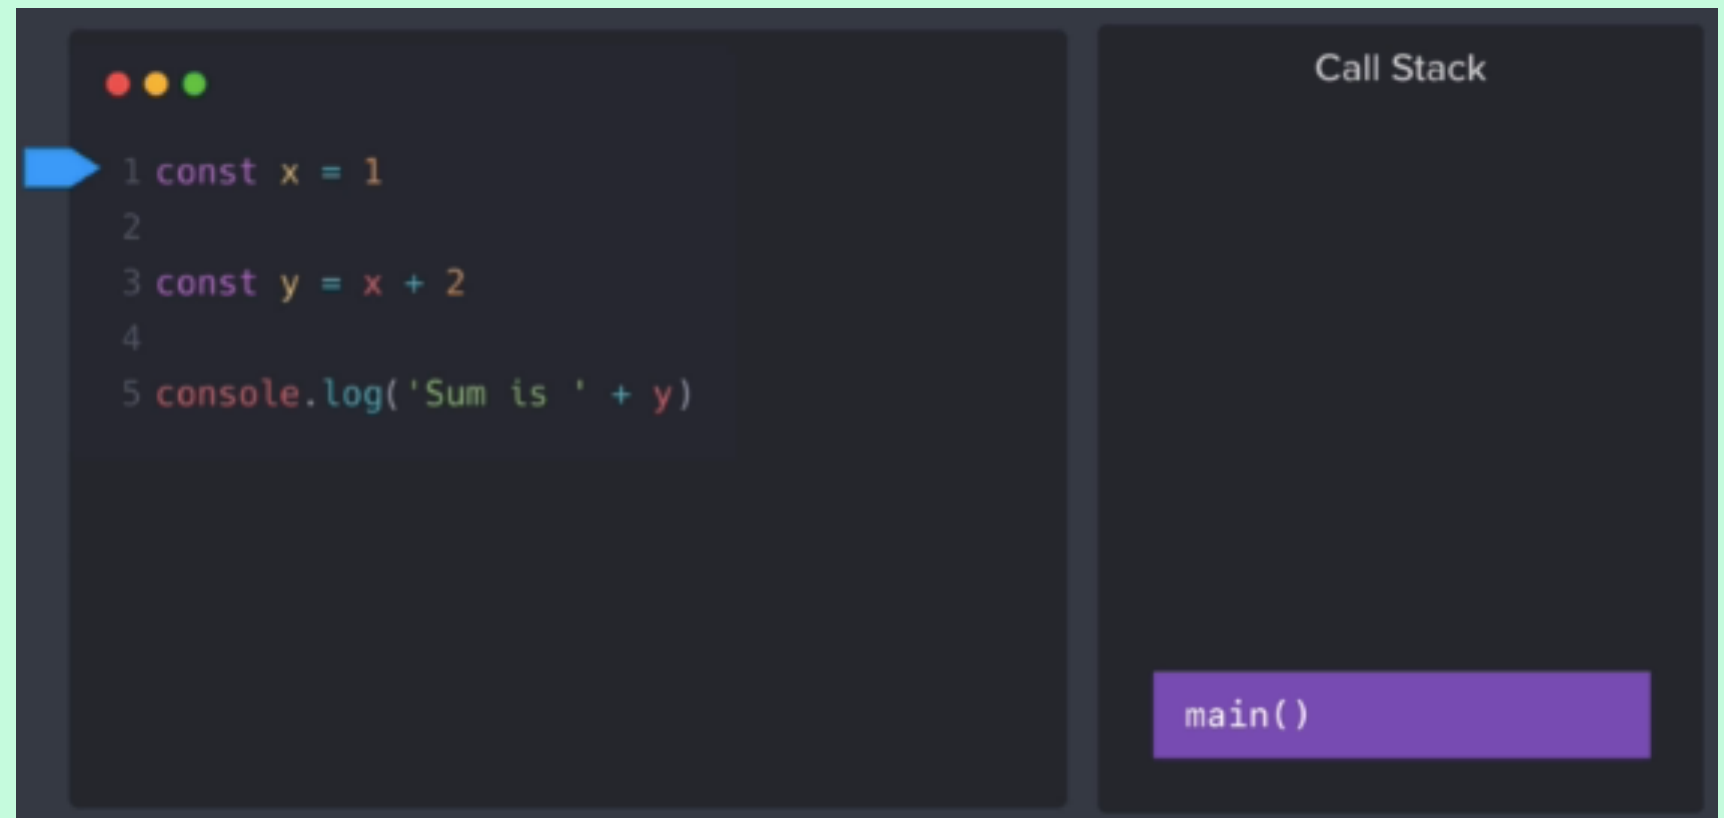 1 const x = 1
2
3 const y = x + 2
4
5 console.log('Sum is ' + y)
Call Stack
main()